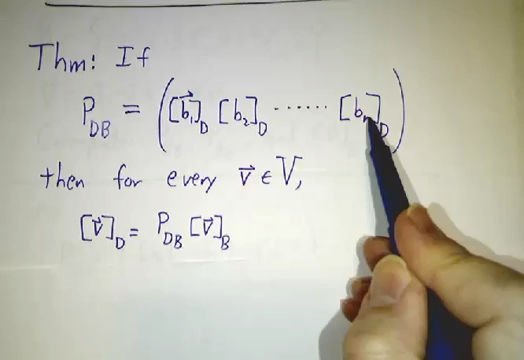 Thm: If
P_DB = ([b⃗₁]_D [b₂]_D ...... [bₙ]_D)
then for every v⃗ ∈ V,
[v⃗]_D = P_DB [v⃗]_B